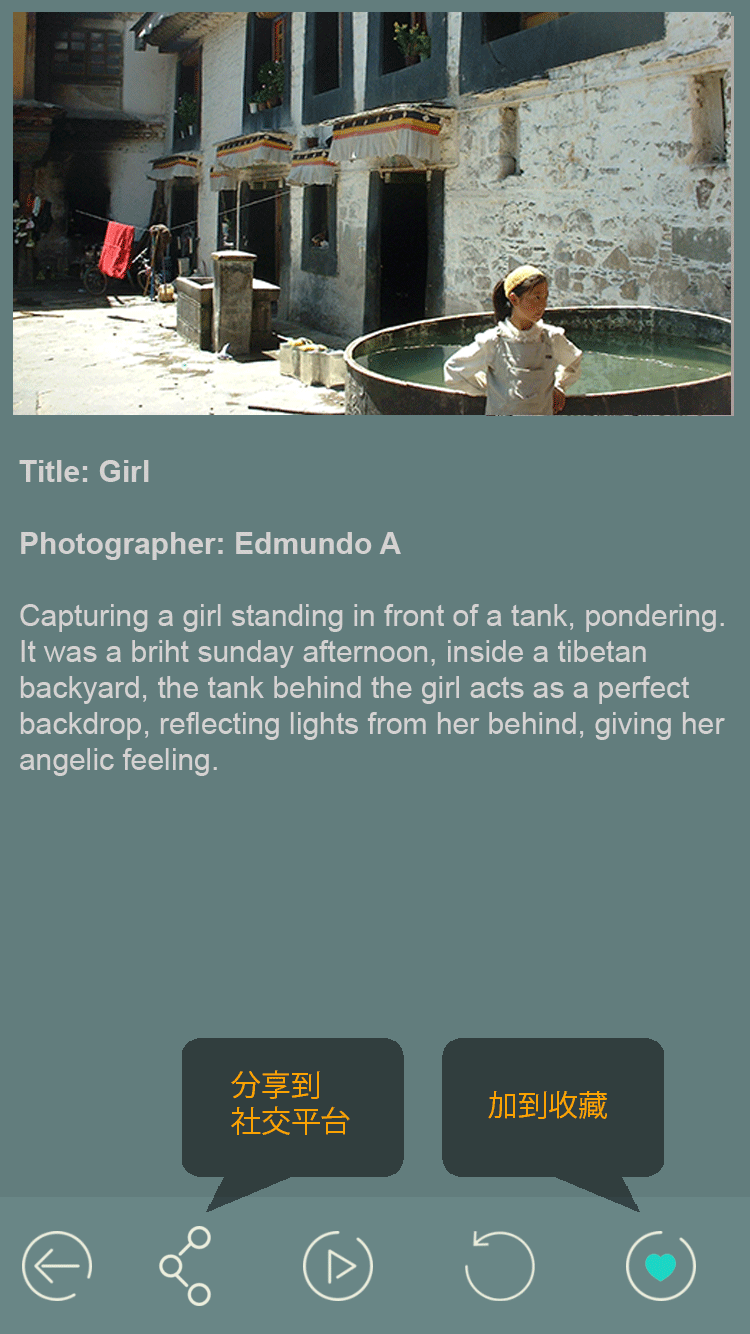 Title: Girl
Photographer: Edmundo A
Capturing a girl standing in front of a tank, pondering.
It was a briht sunday afternoon, inside a tibetan
backyard, the tank behind the girl acts as a perfect
backdrop, reflecting lights from her behind, giving her
angelic feeling.
分享到
社交平台
加到收藏